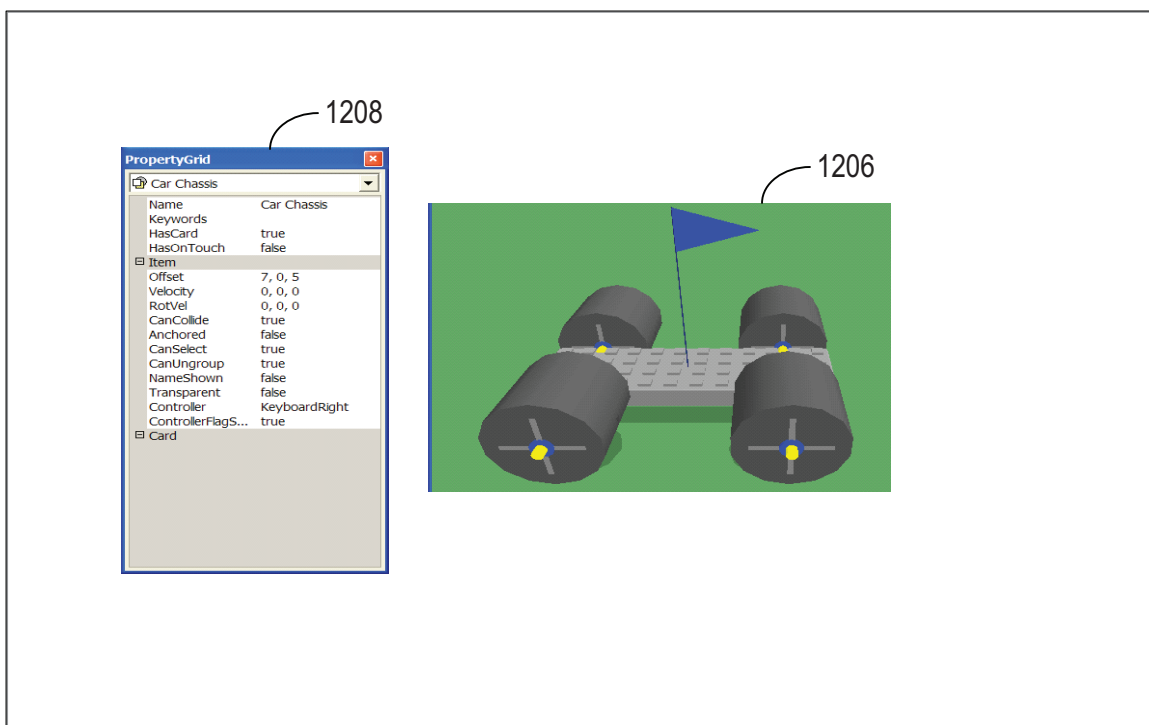 1208
PropertyGrid
Car Chassis
Name Car Chassis
Keywords
HasCard true
HasOnTouch false
Item
Offset 7, 0, 5
Velocity 0, 0, 0
RotVel 0, 0, 0
CanCollide true
Anchored false
CanSelect true
CanUngroup true
NameShown false
Transparent false
Controller KeyboardRight
ControllerFlagS... true
Card
1206